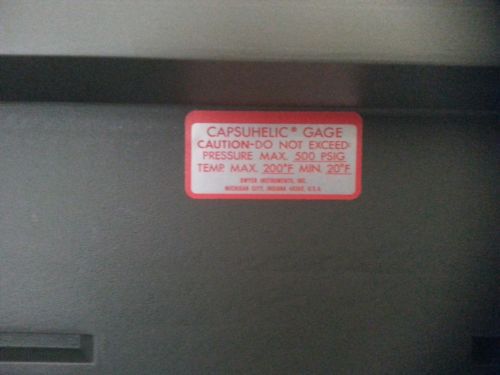 CAPSUHELIC® GAGE
CAUTION-DO NOT EXCEED
PRESSURE MAX. 500 PSIG
TEMP. MAX. 200°F MIN. 20°F
DWYER INSTRUMENTS, INC.
MICHIGAN CITY, INDIANA 46360, U.S.A.